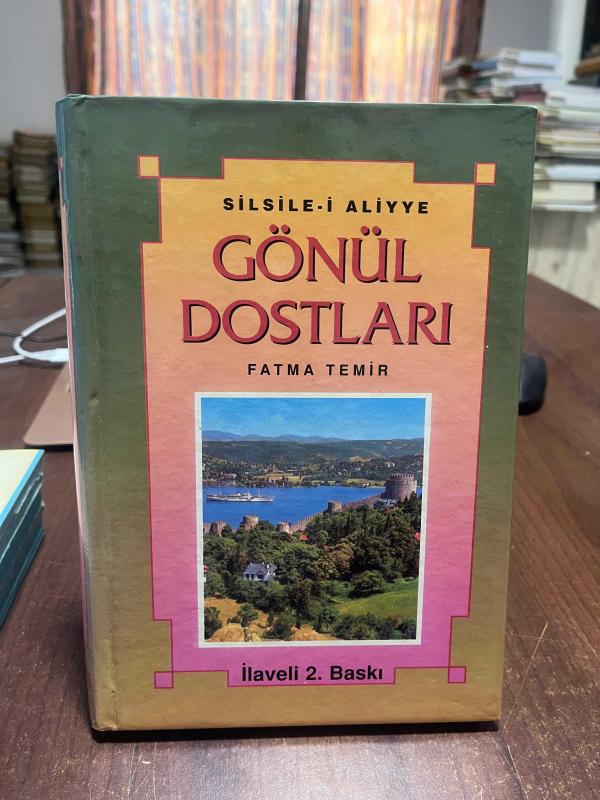 SİLSİLE-İ ALİYYE
GÖNÜL
DOSTLARI
FATMA TEMİR
İlaveli 2. Baskı